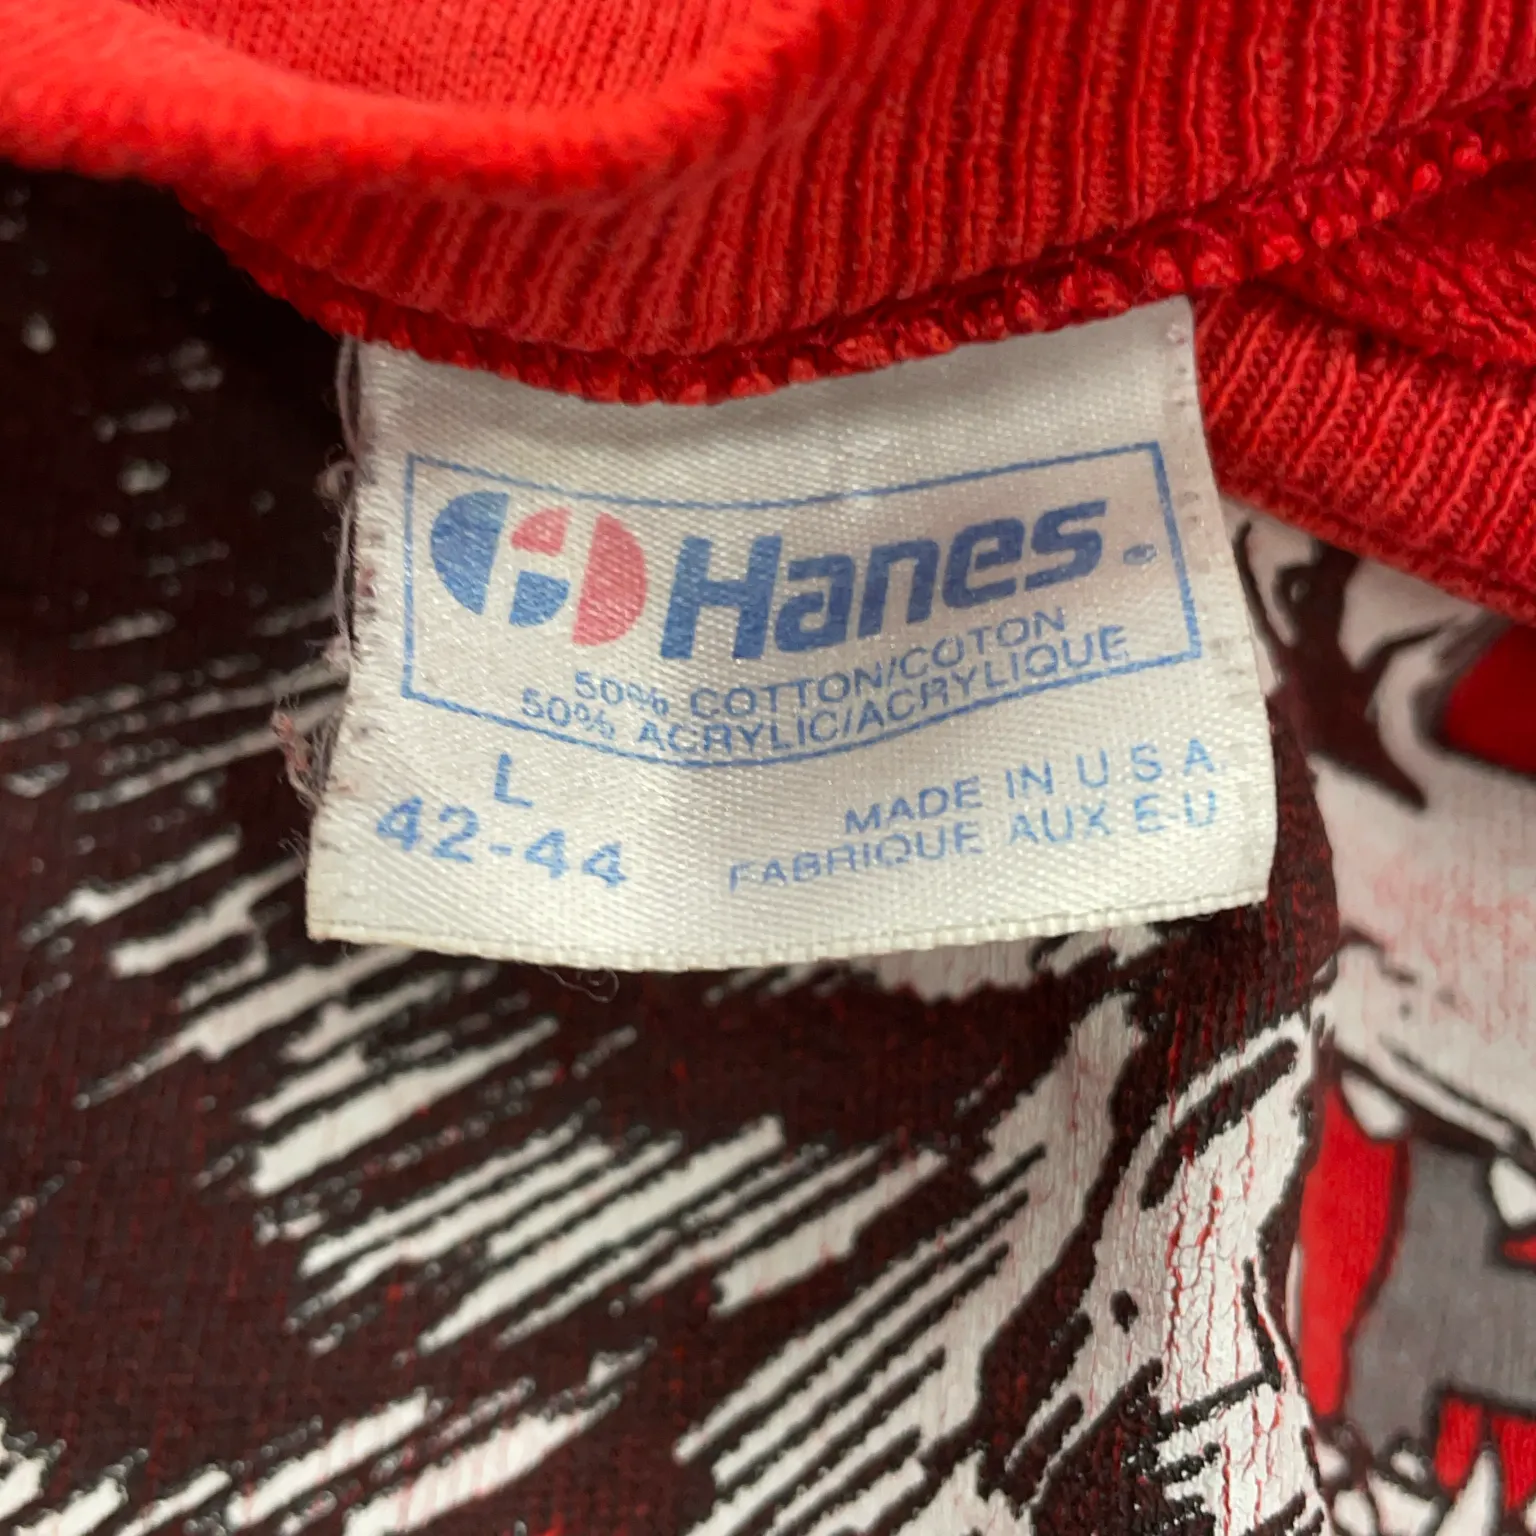 Hanes
50% COTTON/COTON
50% ACRYLIC/ACRYLIQUE
L
42-44
MADE IN U S A
FABRIQUE AUX E-U